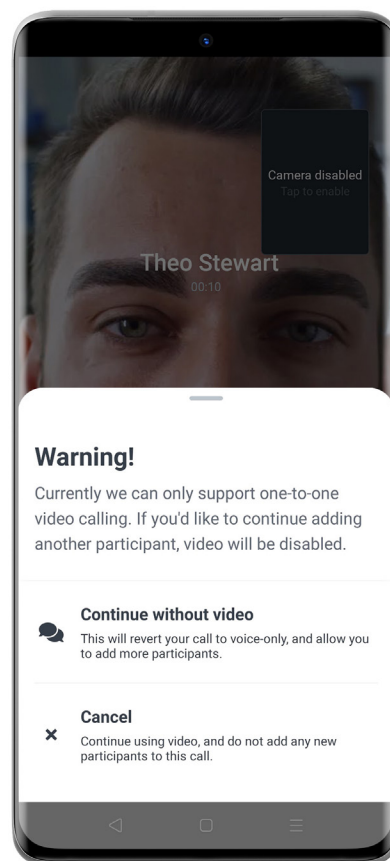 Camera disabled
Tap to enable
Theo Stewart
00:10
Warning!
Currently we can only support one-to-one
video calling. If you'd like to continue adding
another participant, video will be disabled.
Continue without video
This will revert your call to voice-only, and allow you
to add more participants.
Cancel
Continue using video, and do not add any new
participants to this call.